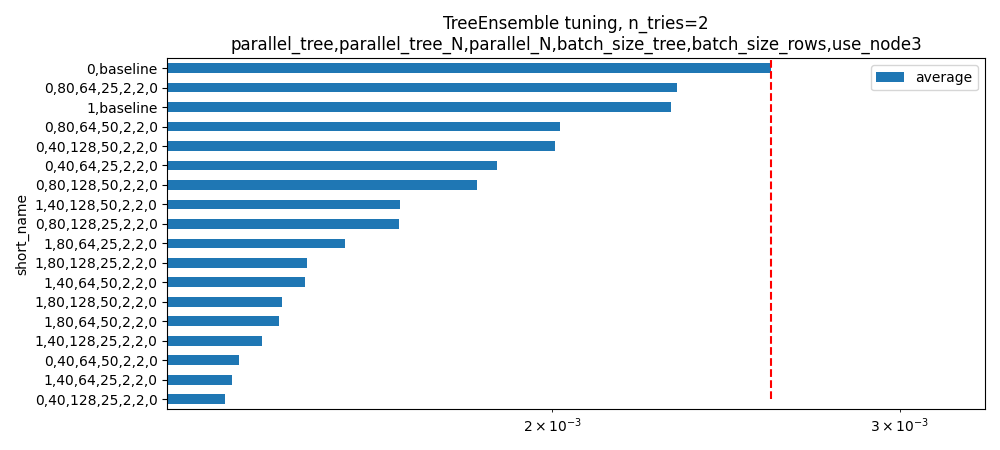 TreeEnsemble tuning, n_tries=2
parallel_tree,parallel_tree_N,parallel_N,batch_size_tree,batch_size_rows,use_node3
average
short_name
0,baseline
0,80,64,25,2,2,0
1,baseline
0,80,64,50,2,2,0
0,40,128,50,2,2,0
0,40,64,25,2,2,0
0,80,128,50,2,2,0
1,40,128,50,2,2,0
0,80,128,25,2,2,0
1,80,64,25,2,2,0
1,80,128,25,2,2,0
1,40,64,50,2,2,0
1,80,128,50,2,2,0
1,80,64,50,2,2,0
1,40,128,25,2,2,0
0,40,64,50,2,2,0
1,40,64,25,2,2,0
0,40,128,25,2,2,0
2 × 10⁻³
3 × 10⁻³